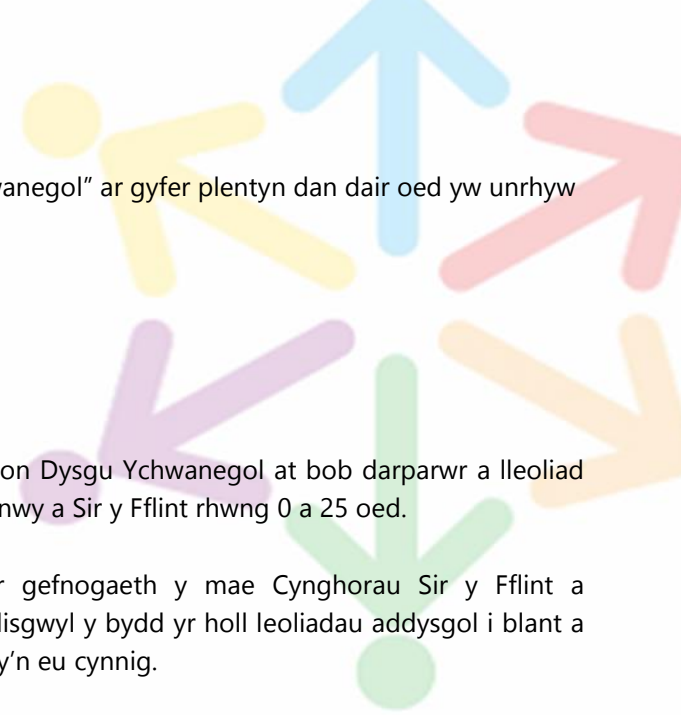 wanegol” ar gyfer plentyn dan dair oed yw unrhyw
on Dysgu Ychwanegol at bob darparwr a lleoliad
nwy a Sir y Fflint rhwng 0 a 25 oed.
r gefnogaeth y mae Cynghorau Sir y Fflint a
disgwyl y bydd yr holl leoliadau addysgol i blant a
y’n eu cynnig.